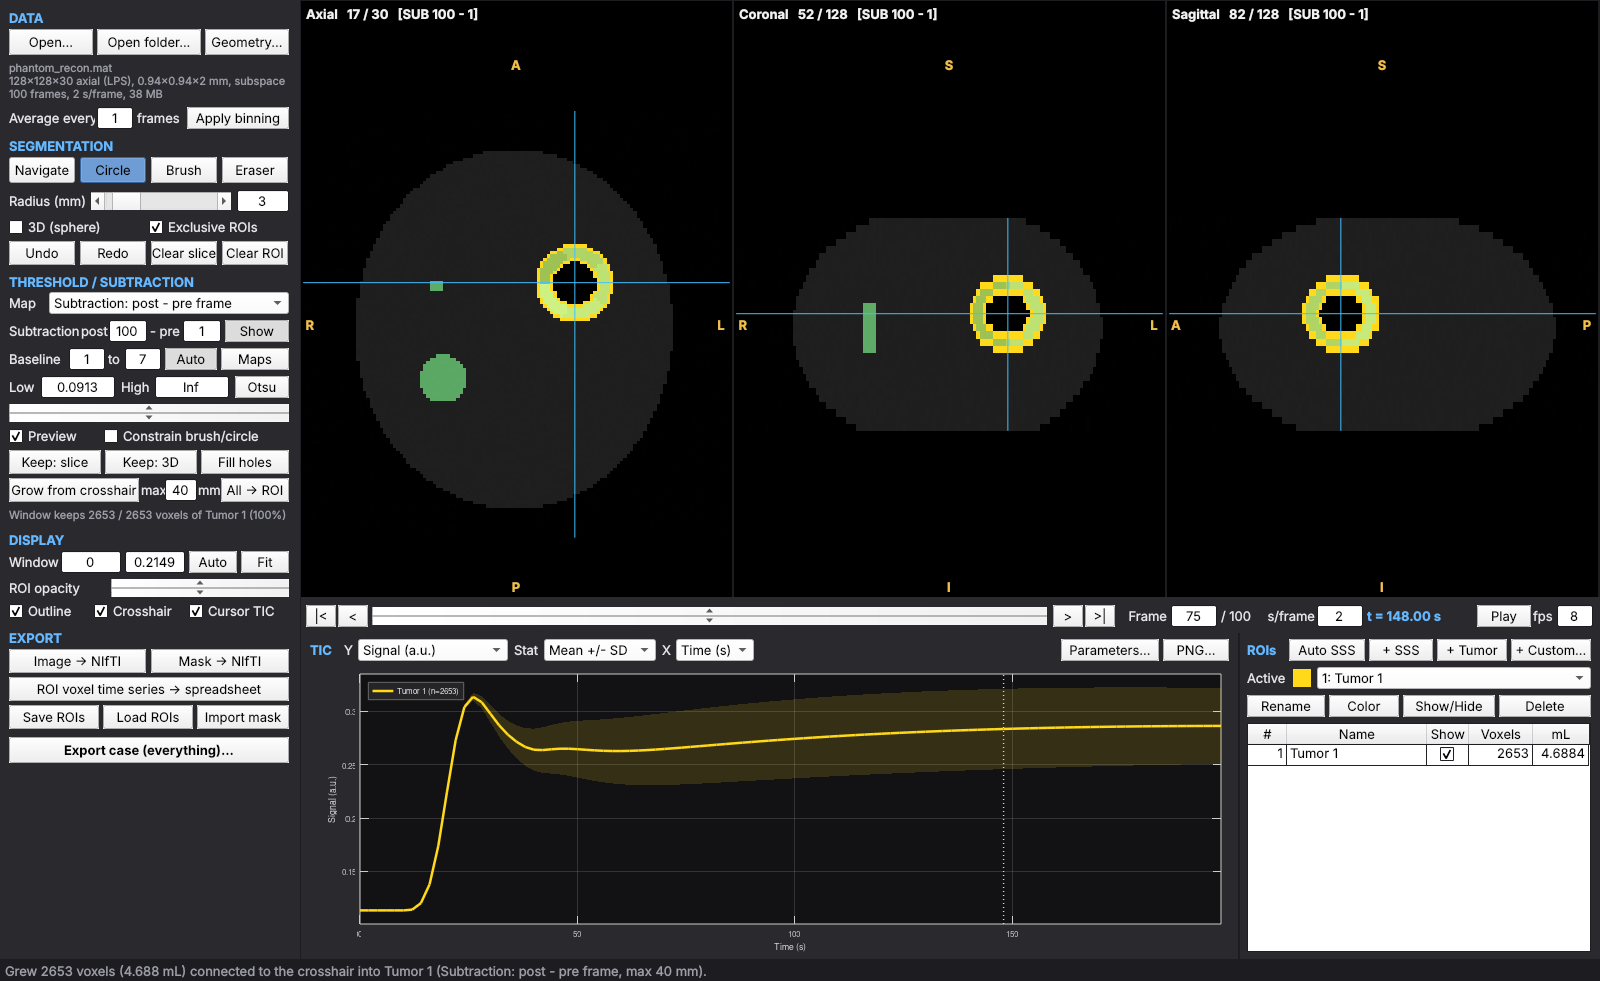 DATA
Open... Open folder... Geometry...
phantom_recon.mat
128×128×30 axial (LPS), 0.94×0.94×2 mm, subspace
100 frames, 2 s/frame, 38 MB
Average every 1 frames Apply binning
SEGMENTATION
Navigate Circle Brush Eraser
Radius (mm) 3
3D (sphere) Exclusive ROIs
Undo Redo Clear slice Clear ROI
THRESHOLD / SUBTRACTION
Map Subtraction: post - pre frame
Subtraction post 100 - pre 1 Show
Baseline 1 to 7 Auto Maps
Low 0.0913 High Inf Otsu
Preview Constrain brush/circle
Keep: slice Keep: 3D Fill holes
Grow from crosshair max 40 mm All → ROI
Window keeps 2653 / 2653 voxels of Tumor 1 (100%)
DISPLAY
Window 0 0.2149 Auto Fit
ROI opacity
Outline Crosshair Cursor TIC
EXPORT
Image → NIfTI Mask → NIfTI
ROI voxel time series → spreadsheet
Save ROIs Load ROIs Import mask
Export case (everything)...
Axial 17 / 30 [SUB 100 - 1]
A
R L
P
Coronal 52 / 128 [SUB 100 - 1]
S
R L
I
Sagittal 82 / 128 [SUB 100 - 1]
S
A P
I
|< < > >| Frame 75 / 100 s/frame 2 t = 148.00 s Play fps 8
TIC Y Signal (a.u.) Stat Mean +/- SD X Time (s) Parameters... PNG...
Tumor 1 (n=2653)
0.3
0.25
0.2
0.15
Signal (a.u.)
50 100 150
Time (s)
ROIs Auto SSS + SSS + Tumor + Custom...
Active 1: Tumor 1
Rename Color Show/Hide Delete
# Name Show Voxels mL
1 Tumor 1 2653 4.6884
Grew 2653 voxels (4.688 mL) connected to the crosshair into Tumor 1 (Subtraction: post - pre frame, max 40 mm).